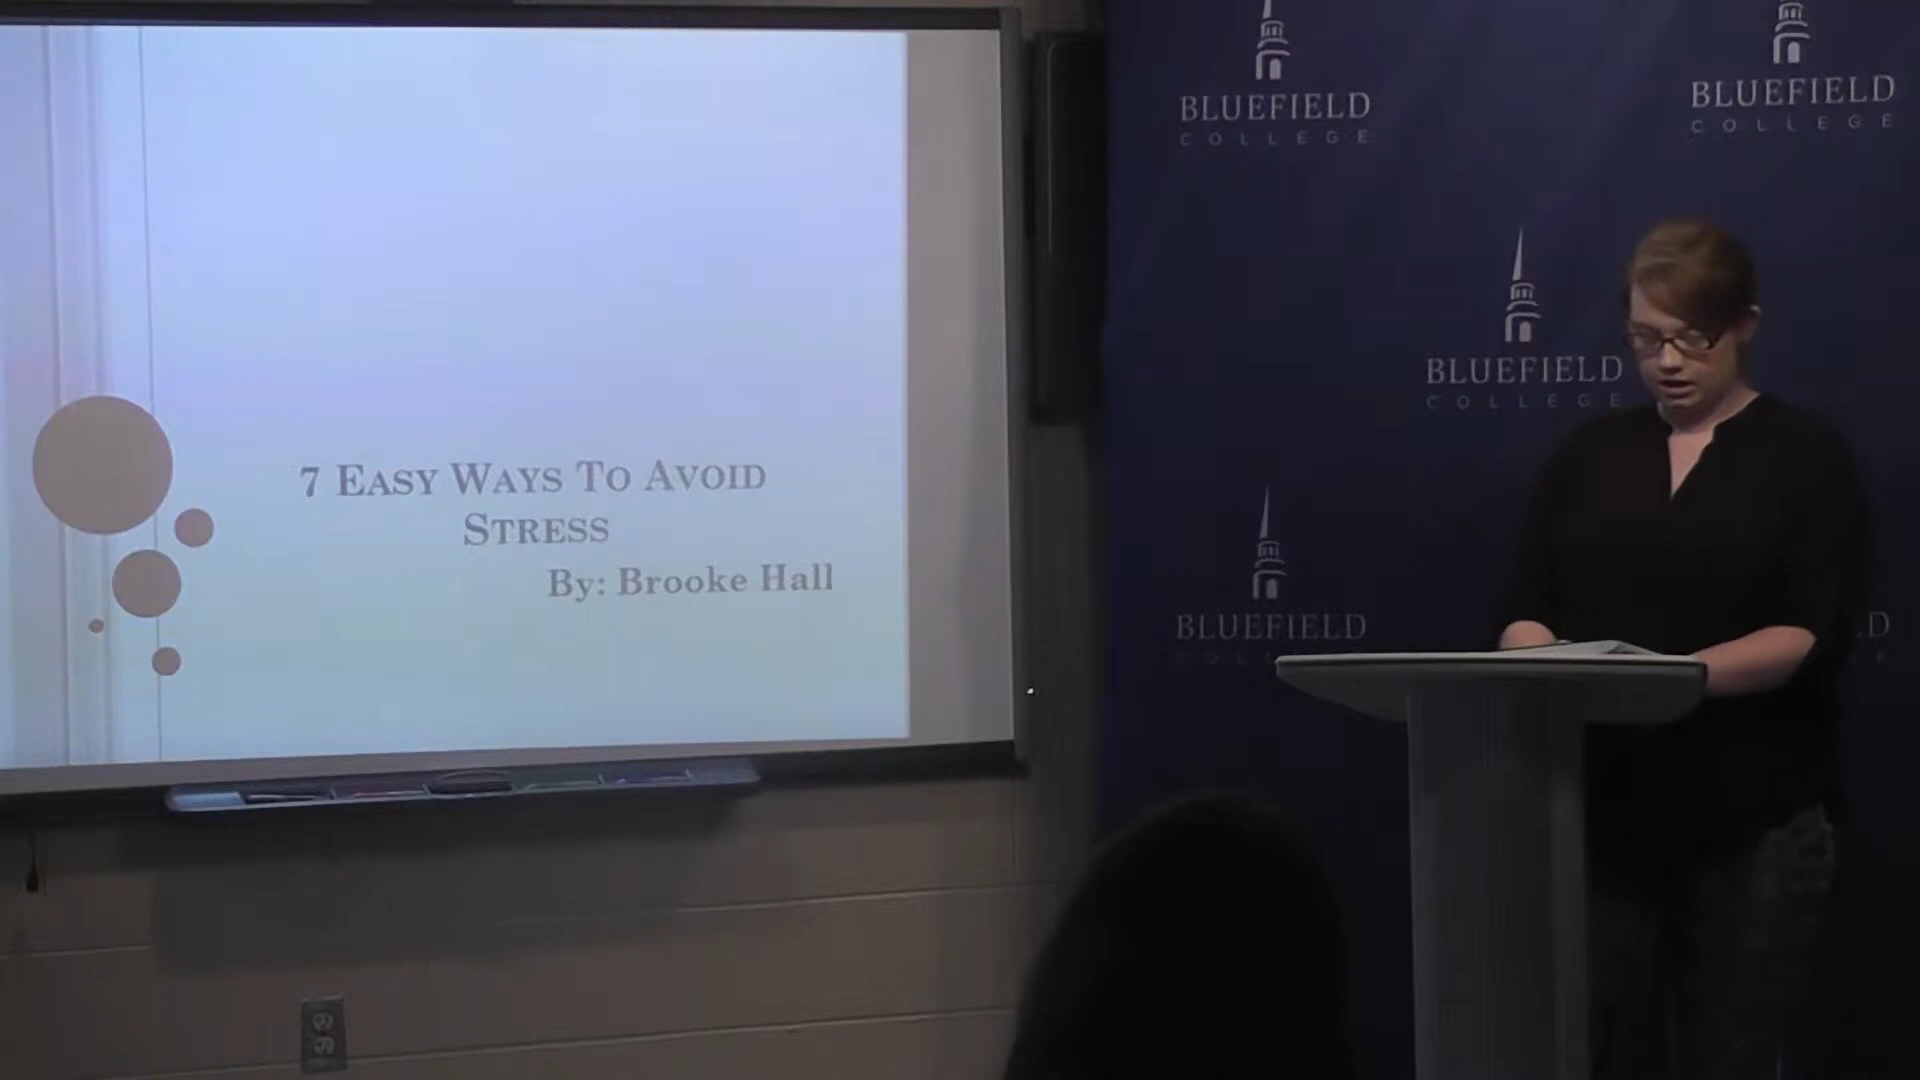 7 EASY WAYS TO AVOID
STRESS
By: Brooke Hall
BLUEFIELD
COLLEGE
BLUEFIELD
COLLEGE
BLUEFIELD
COLLEGE
BLUEFIELD